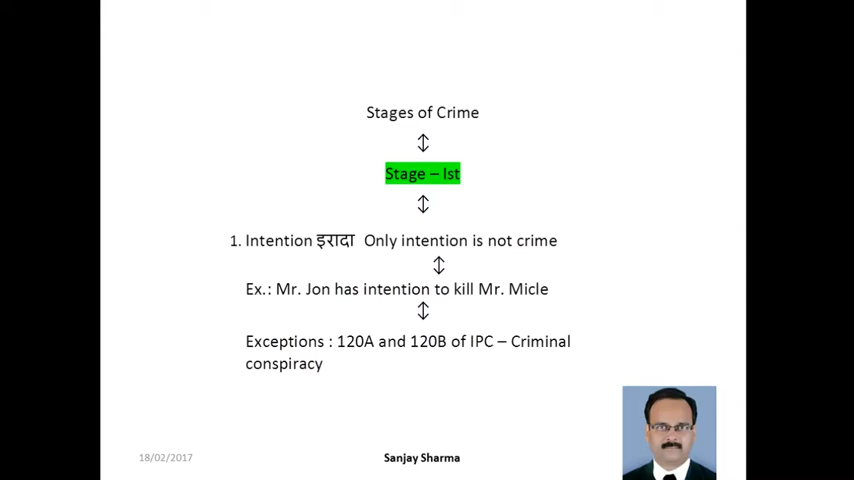 Stages of Crime
↕
Stage – Ist
↕
1. Intention इरादा Only intention is not crime
↕
Ex.: Mr. Jon has intention to kill Mr. Micle
↕
Exceptions : 120A and 120B of IPC – Criminal
conspiracy
18/02/2017
Sanjay Sharma